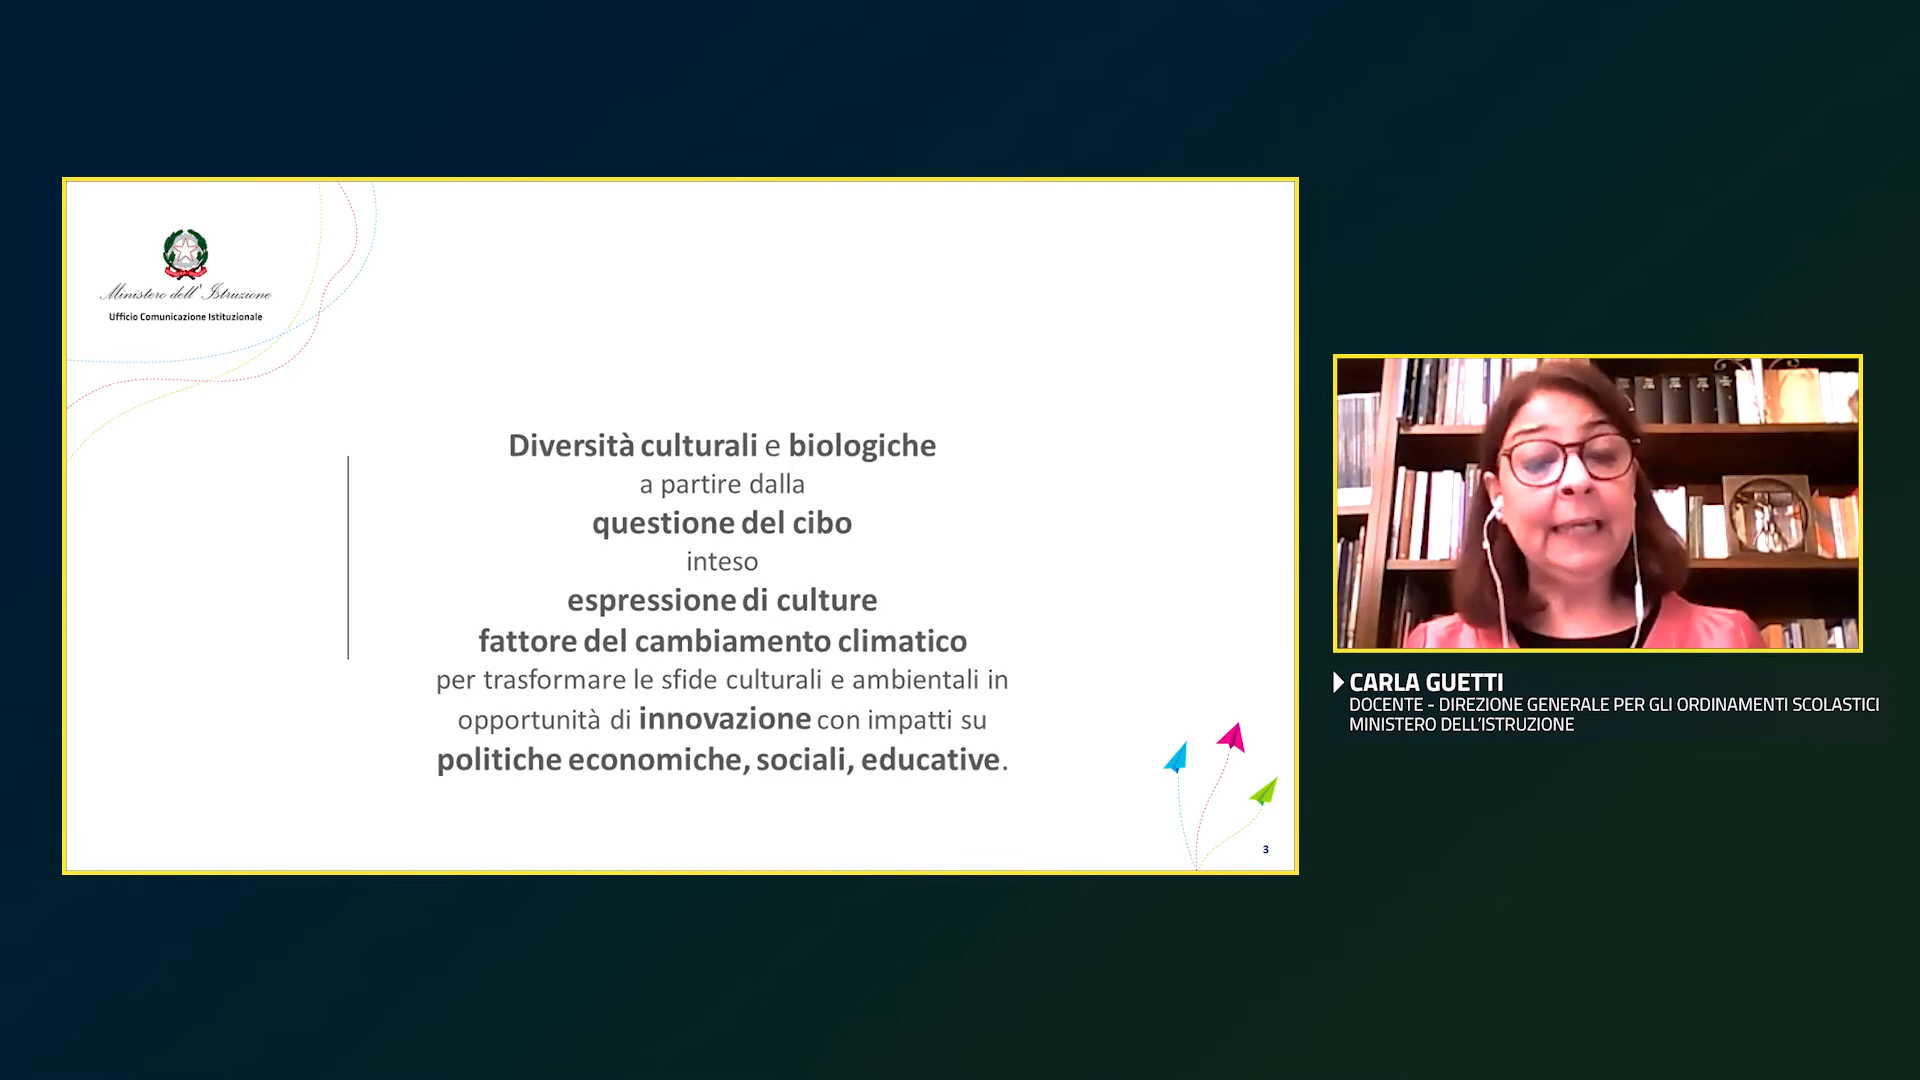 Ministero dell'Istruzione
Ufficio Comunicazione Istituzionale
Diversità culturali e biologiche
a partire dalla
questione del cibo
inteso
espressione di culture
fattore del cambiamento climatico
per trasformare le sfide culturali e ambientali in
opportunità di innovazione con impatti su
politiche economiche, sociali, educative.
3
CARLA GUETTI
DOCENTE - DIREZIONE GENERALE PER GLI ORDINAMENTI SCOLASTICI
MINISTERO DELL'ISTRUZIONE